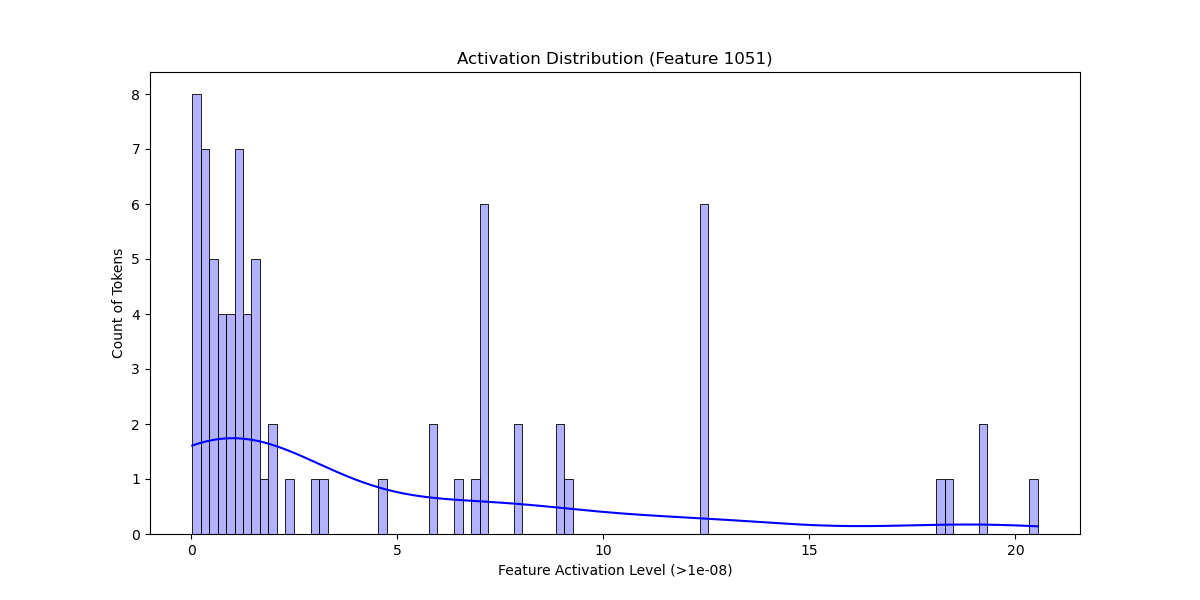 Activation Distribution (Feature 1051)
8
7
6
5
4
3
2
1
0
Count of Tokens
0 5 10 15 20
Feature Activation Level (>1e-08)